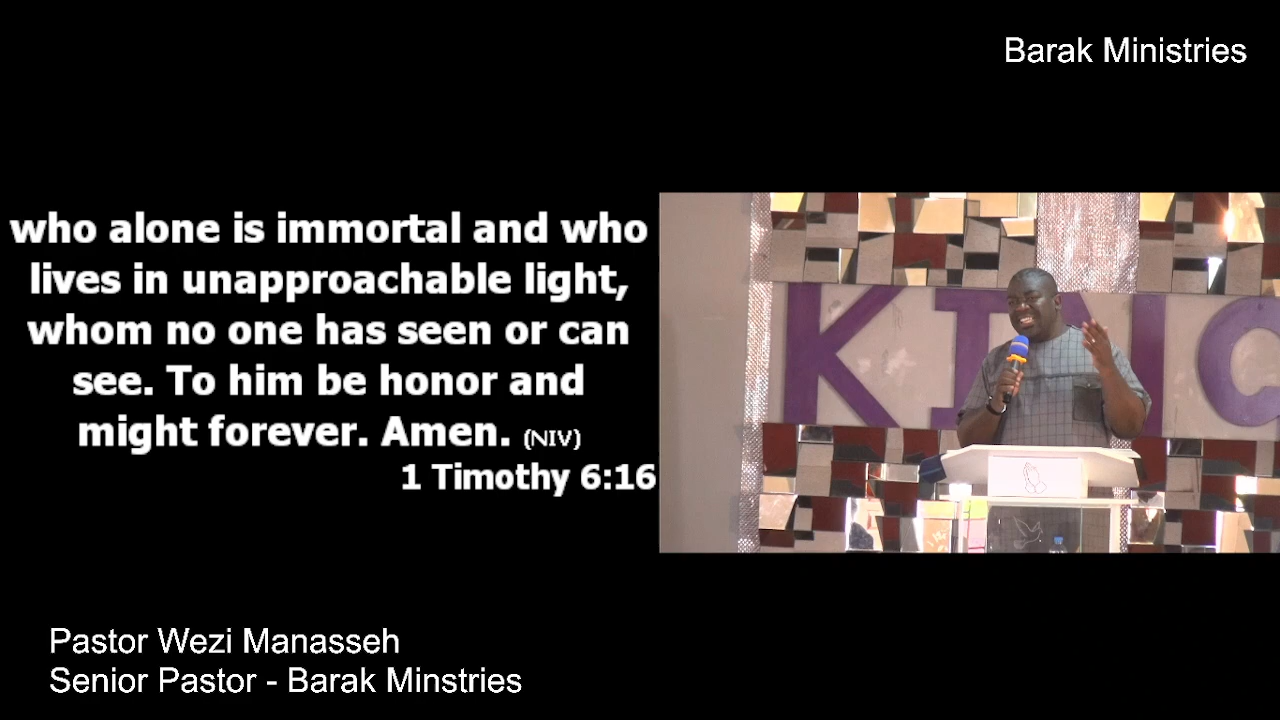 Barak Ministries
who alone is immortal and who
lives in unapproachable light,
whom no one has seen or can
see. To him be honor and
might forever. Amen. (NIV)
1 Timothy 6:16
KING
Pastor Wezi Manasseh
Senior Pastor - Barak Minstries